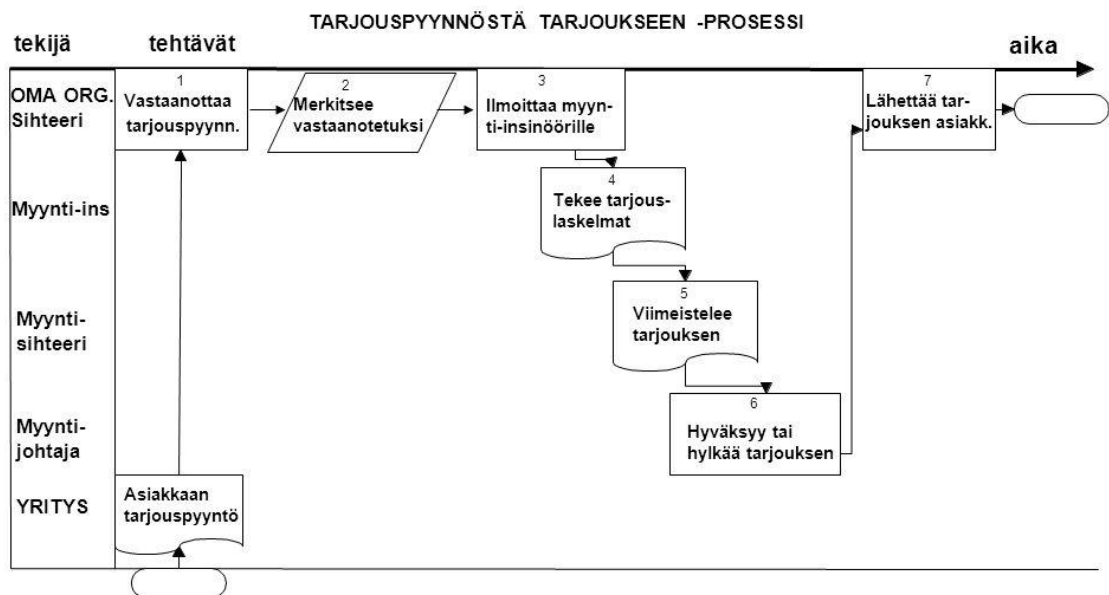 TARJOUSPYYNNÖSTÄ TARJOUKSEEN -PROSESSI
tekijä
tehtävät
aika
OMA ORG.
Sihteeri
1
Vastaanottaa
tarjouspyynn.
2
Merkitsee
vastaanotetuksi
3
Ilmoittaa myyn-
ti-insinöörille
7
Lähettää tar-
jouksen asiakk.
Myynti-ins
4
Tekee tarjous-
laskelmat
Myynti-
sihteeri
5
Viimeistelee
tarjouksen
Myynti-
johtaja
6
Hyväksyy tai
hylkää tarjouksen
YRITYS
Asiakkaan
tarjouspyyntö